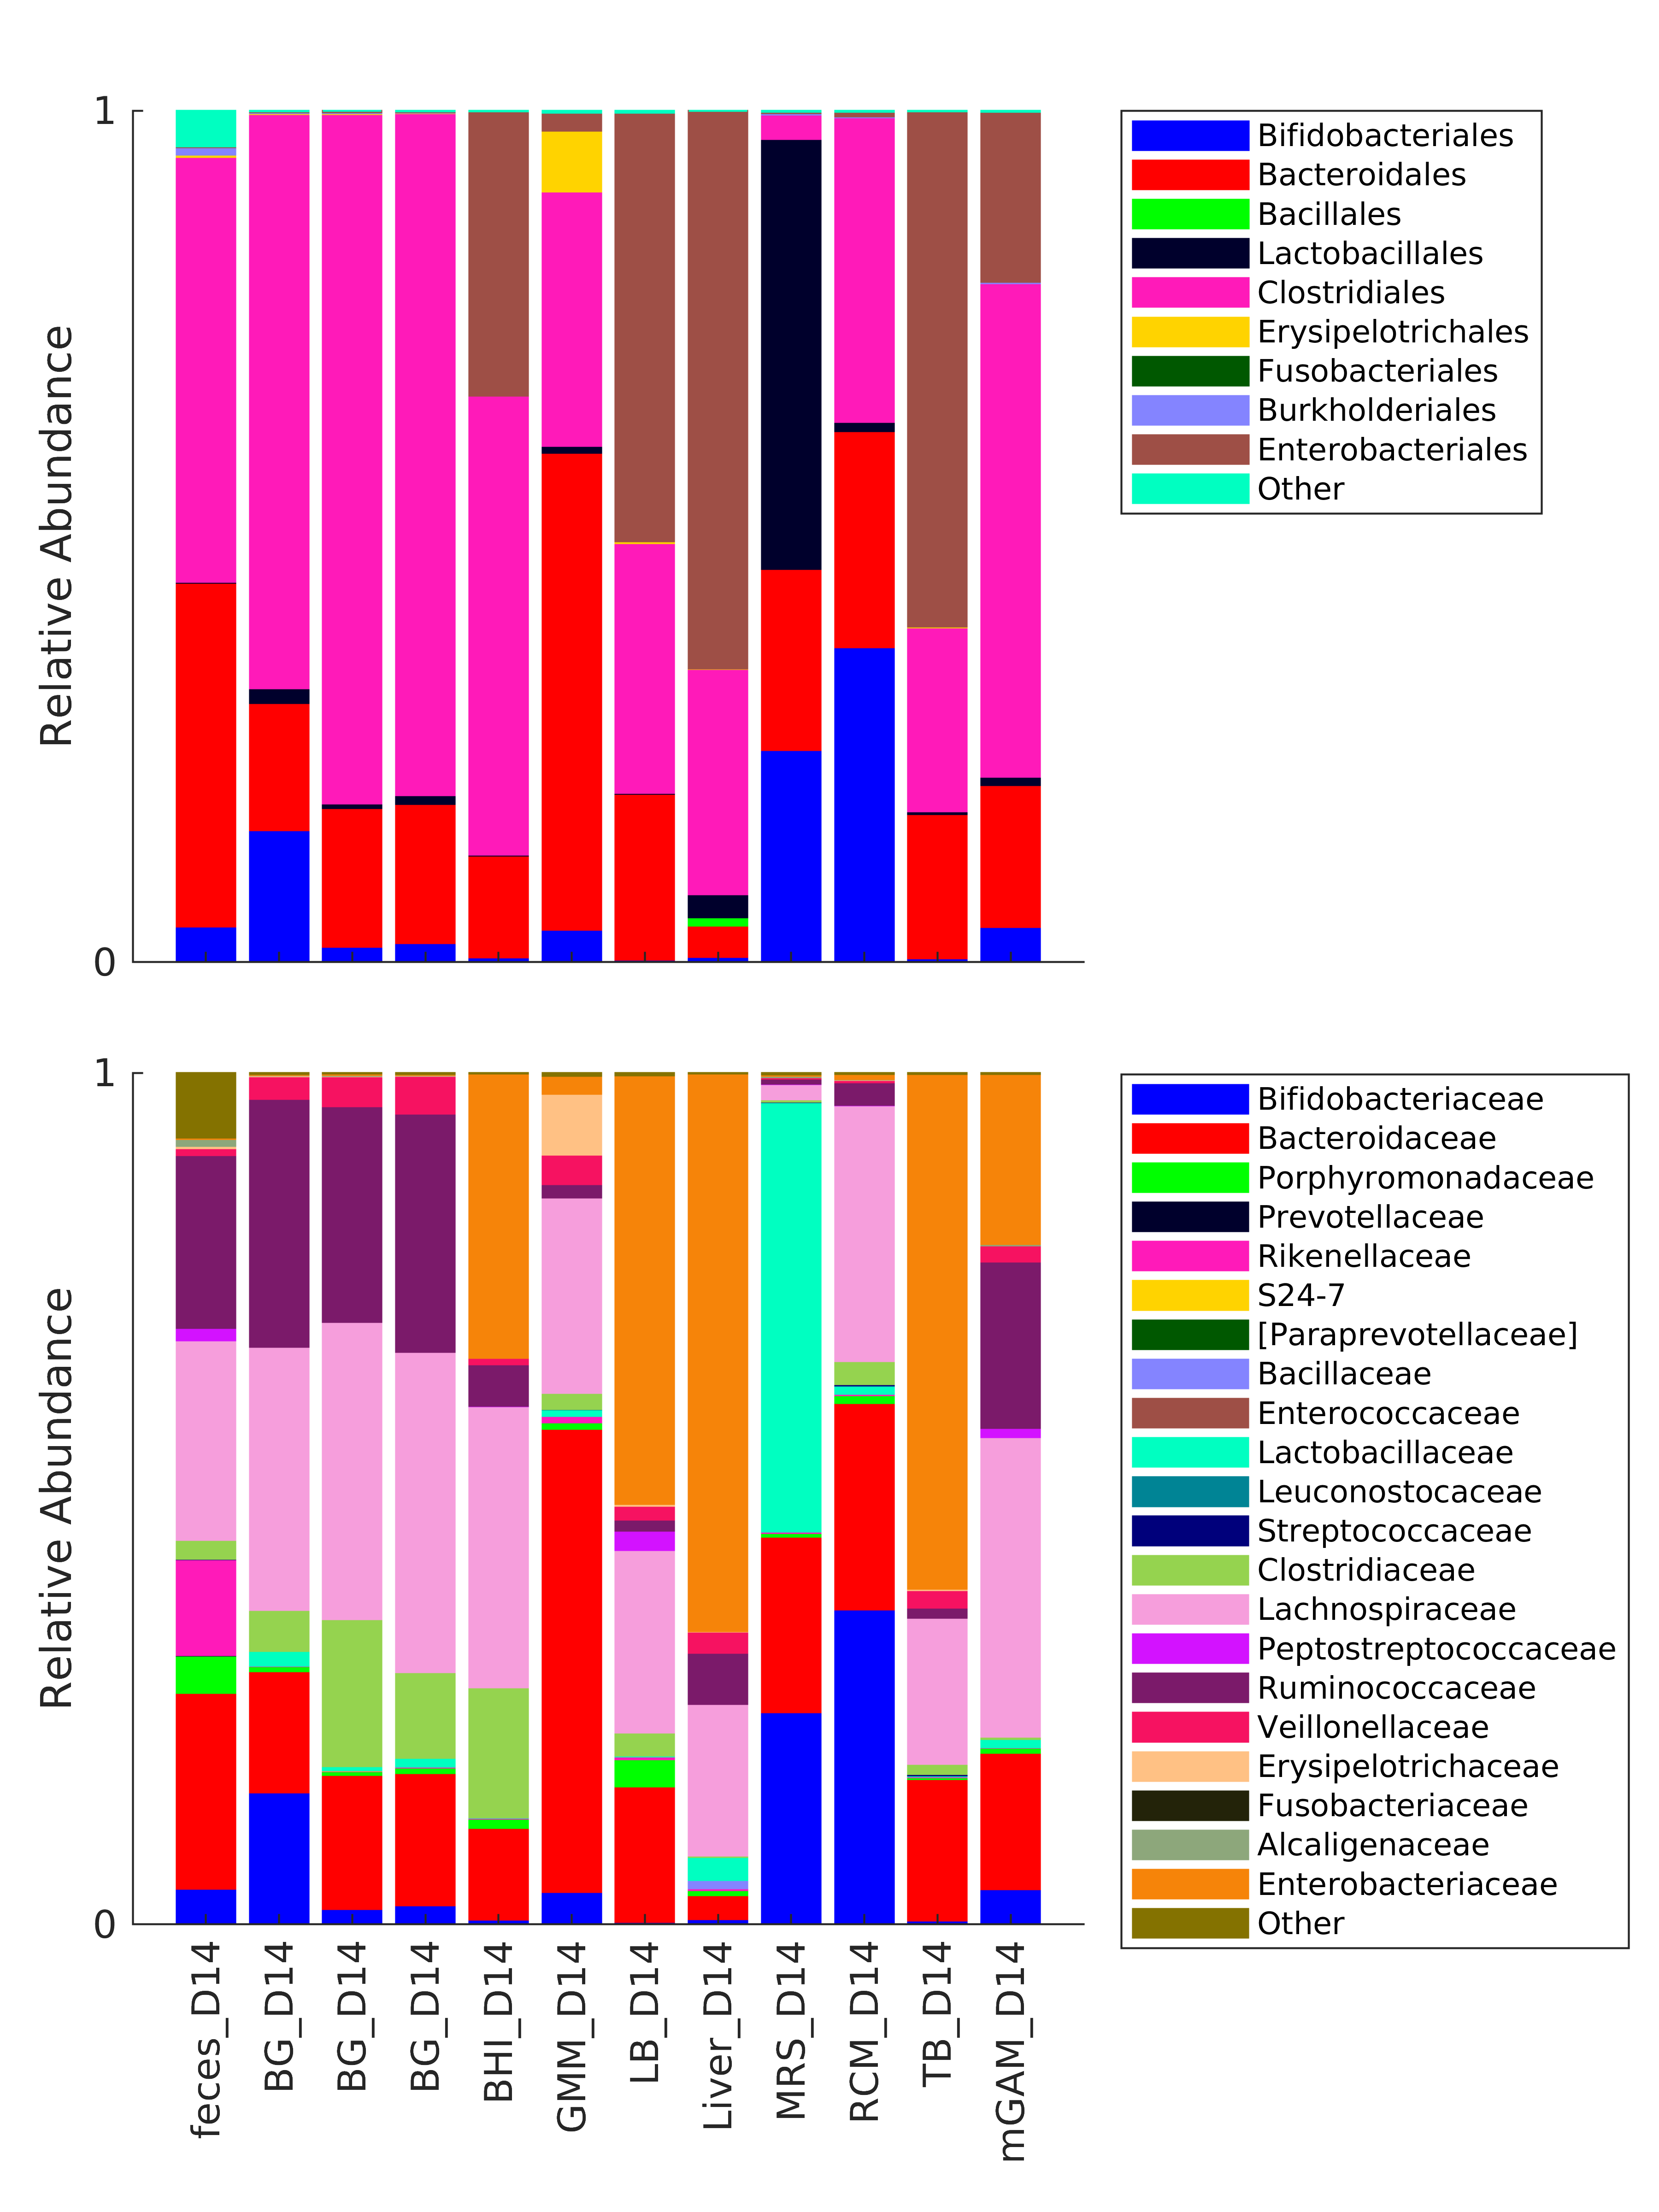 1
0
Relative Abundance
Bifidobacteriales
Bacteroidales
Bacillales
Lactobacillales
Clostridiales
Erysipelotrichales
Fusobacteriales
Burkholderiales
Enterobacteriales
Other
1
0
Relative Abundance
Bifidobacteriaceae
Bacteroidaceae
Porphyromonadaceae
Prevotellaceae
Rikenellaceae
S24-7
[Paraprevotellaceae]
Bacillaceae
Enterococcaceae
Lactobacillaceae
Leuconostocaceae
Streptococcaceae
Clostridiaceae
Lachnospiraceae
Peptostreptococcaceae
Ruminococcaceae
Veillonellaceae
Erysipelotrichaceae
Fusobacteriaceae
Alcaligenaceae
Enterobacteriaceae
Other
feces_D14
BG_D14
BG_D14
BG_D14
BHI_D14
GMM_D14
LB_D14
Liver_D14
MRS_D14
RCM_D14
TB_D14
mGAM_D14